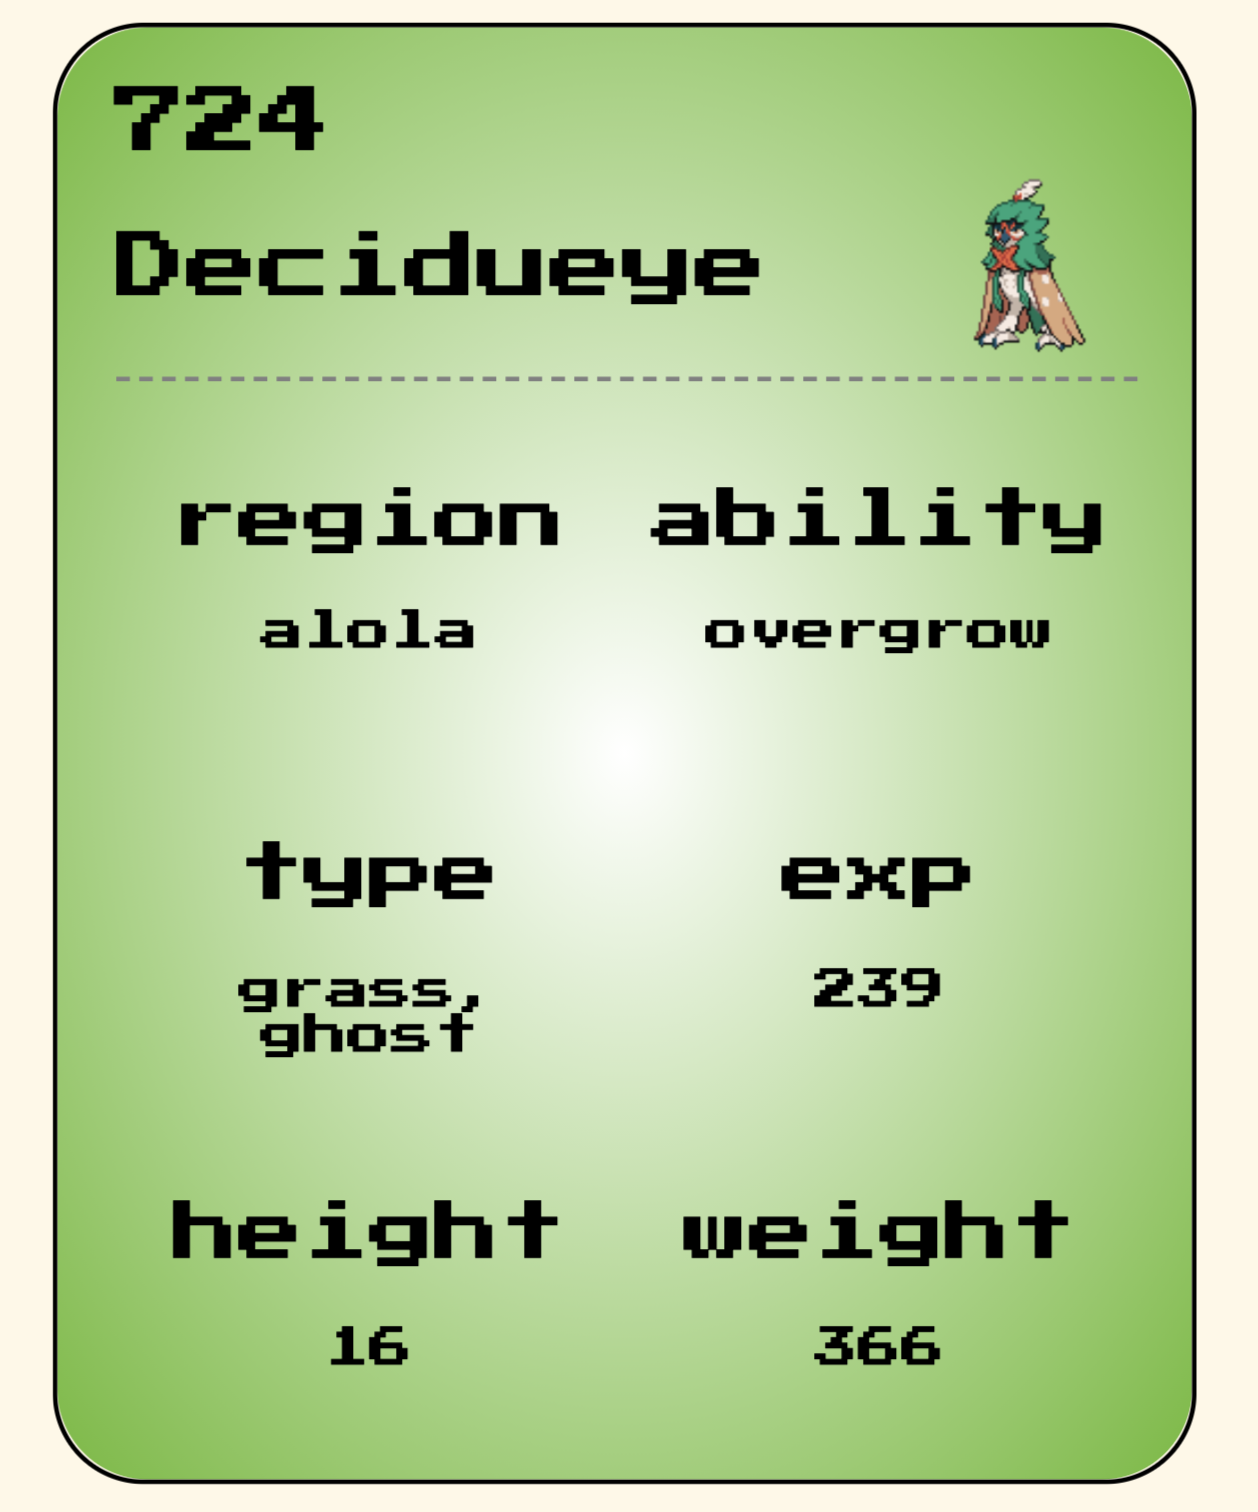 724
Decidueye
region ability
alola overgrow
type exp
grass, 239
ghost
height weight
16 366